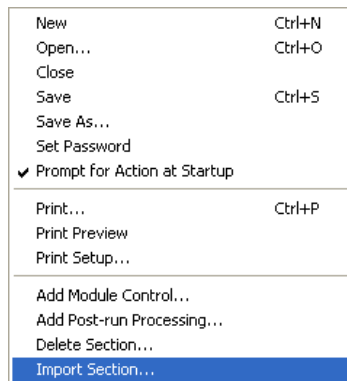 New Ctrl+N
Open... Ctrl+O
Close
Save Ctrl+S
Save As...
Set Password
Prompt for Action at Startup
Print... Ctrl+P
Print Preview
Print Setup...
Add Module Control...
Add Post-run Processing...
Delete Section...
Import Section...